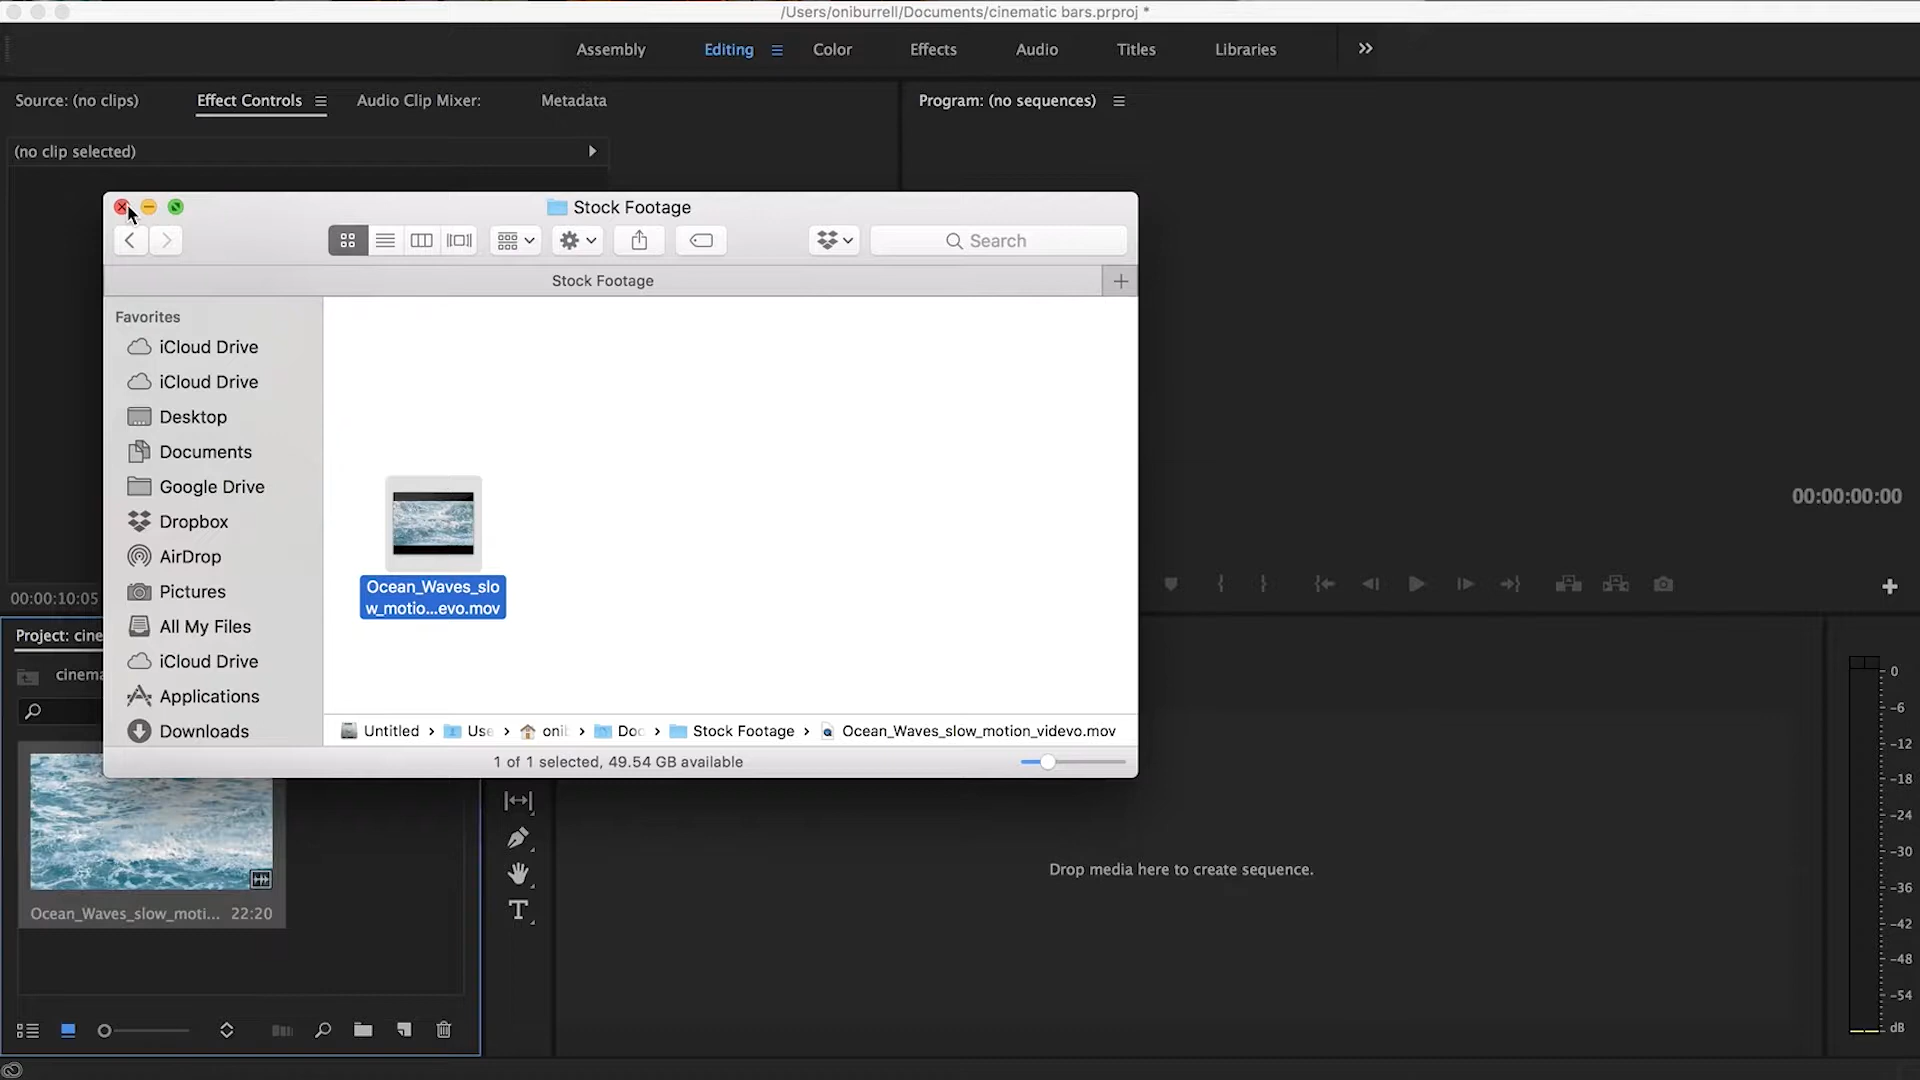 /Users/oniburrell/Documents/cinematic bars.prproj *
Assembly Editing Color Effects Audio Titles Libraries
Source: (no clips) Effect Controls Audio Clip Mixer: Metadata
Program: (no sequences)
(no clip selected)
Stock Footage
Search
Stock Footage
Favorites
iCloud Drive
iCloud Drive
Desktop
Documents
Google Drive
Dropbox
AirDrop
Pictures
All My Files
iCloud Drive
Applications
Downloads
Ocean_Waves_slo
w_motio...evo.mov
Untitled › Use › oni › Doc › Stock Footage › Ocean_Waves_slow_motion_videvo.mov
1 of 1 selected, 49.54 GB available
00:00:00:00
00:00:10:05
Project: cine
cinema
Ocean_Waves_slow_moti... 22:20
Drop media here to create sequence.
0
-6
-12
-18
-24
-30
-36
-42
-48
-54
dB